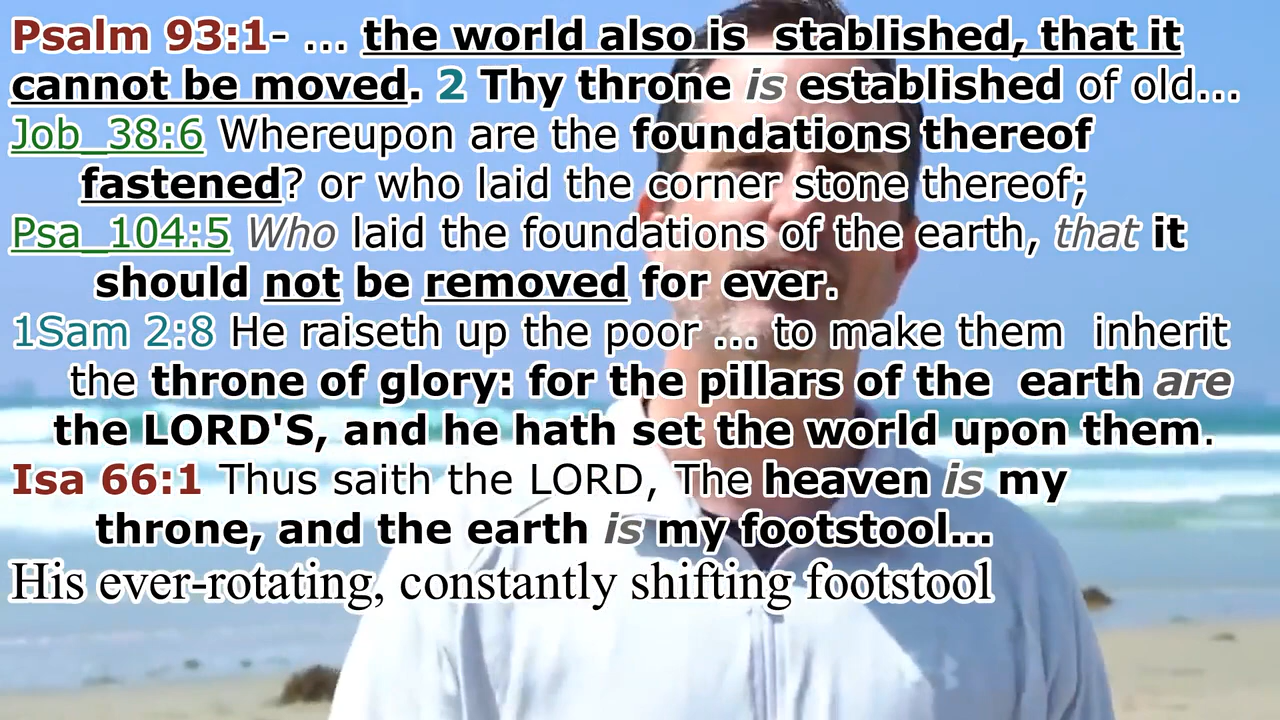 Psalm 93:1- ... the world also is stablished, that it
cannot be moved. 2 Thy throne is established of old...
Job_38:6 Whereupon are the foundations thereof
fastened? or who laid the corner stone thereof;
Psa_104:5 Who laid the foundations of the earth, that it
should not be removed for ever.
1Sam 2:8 He raiseth up the poor ... to make them inherit
the throne of glory: for the pillars of the earth are
the LORD'S, and he hath set the world upon them.
Isa 66:1 Thus saith the LORD, The heaven is my
throne, and the earth is my footstool...
His ever-rotating, constantly shifting footstool